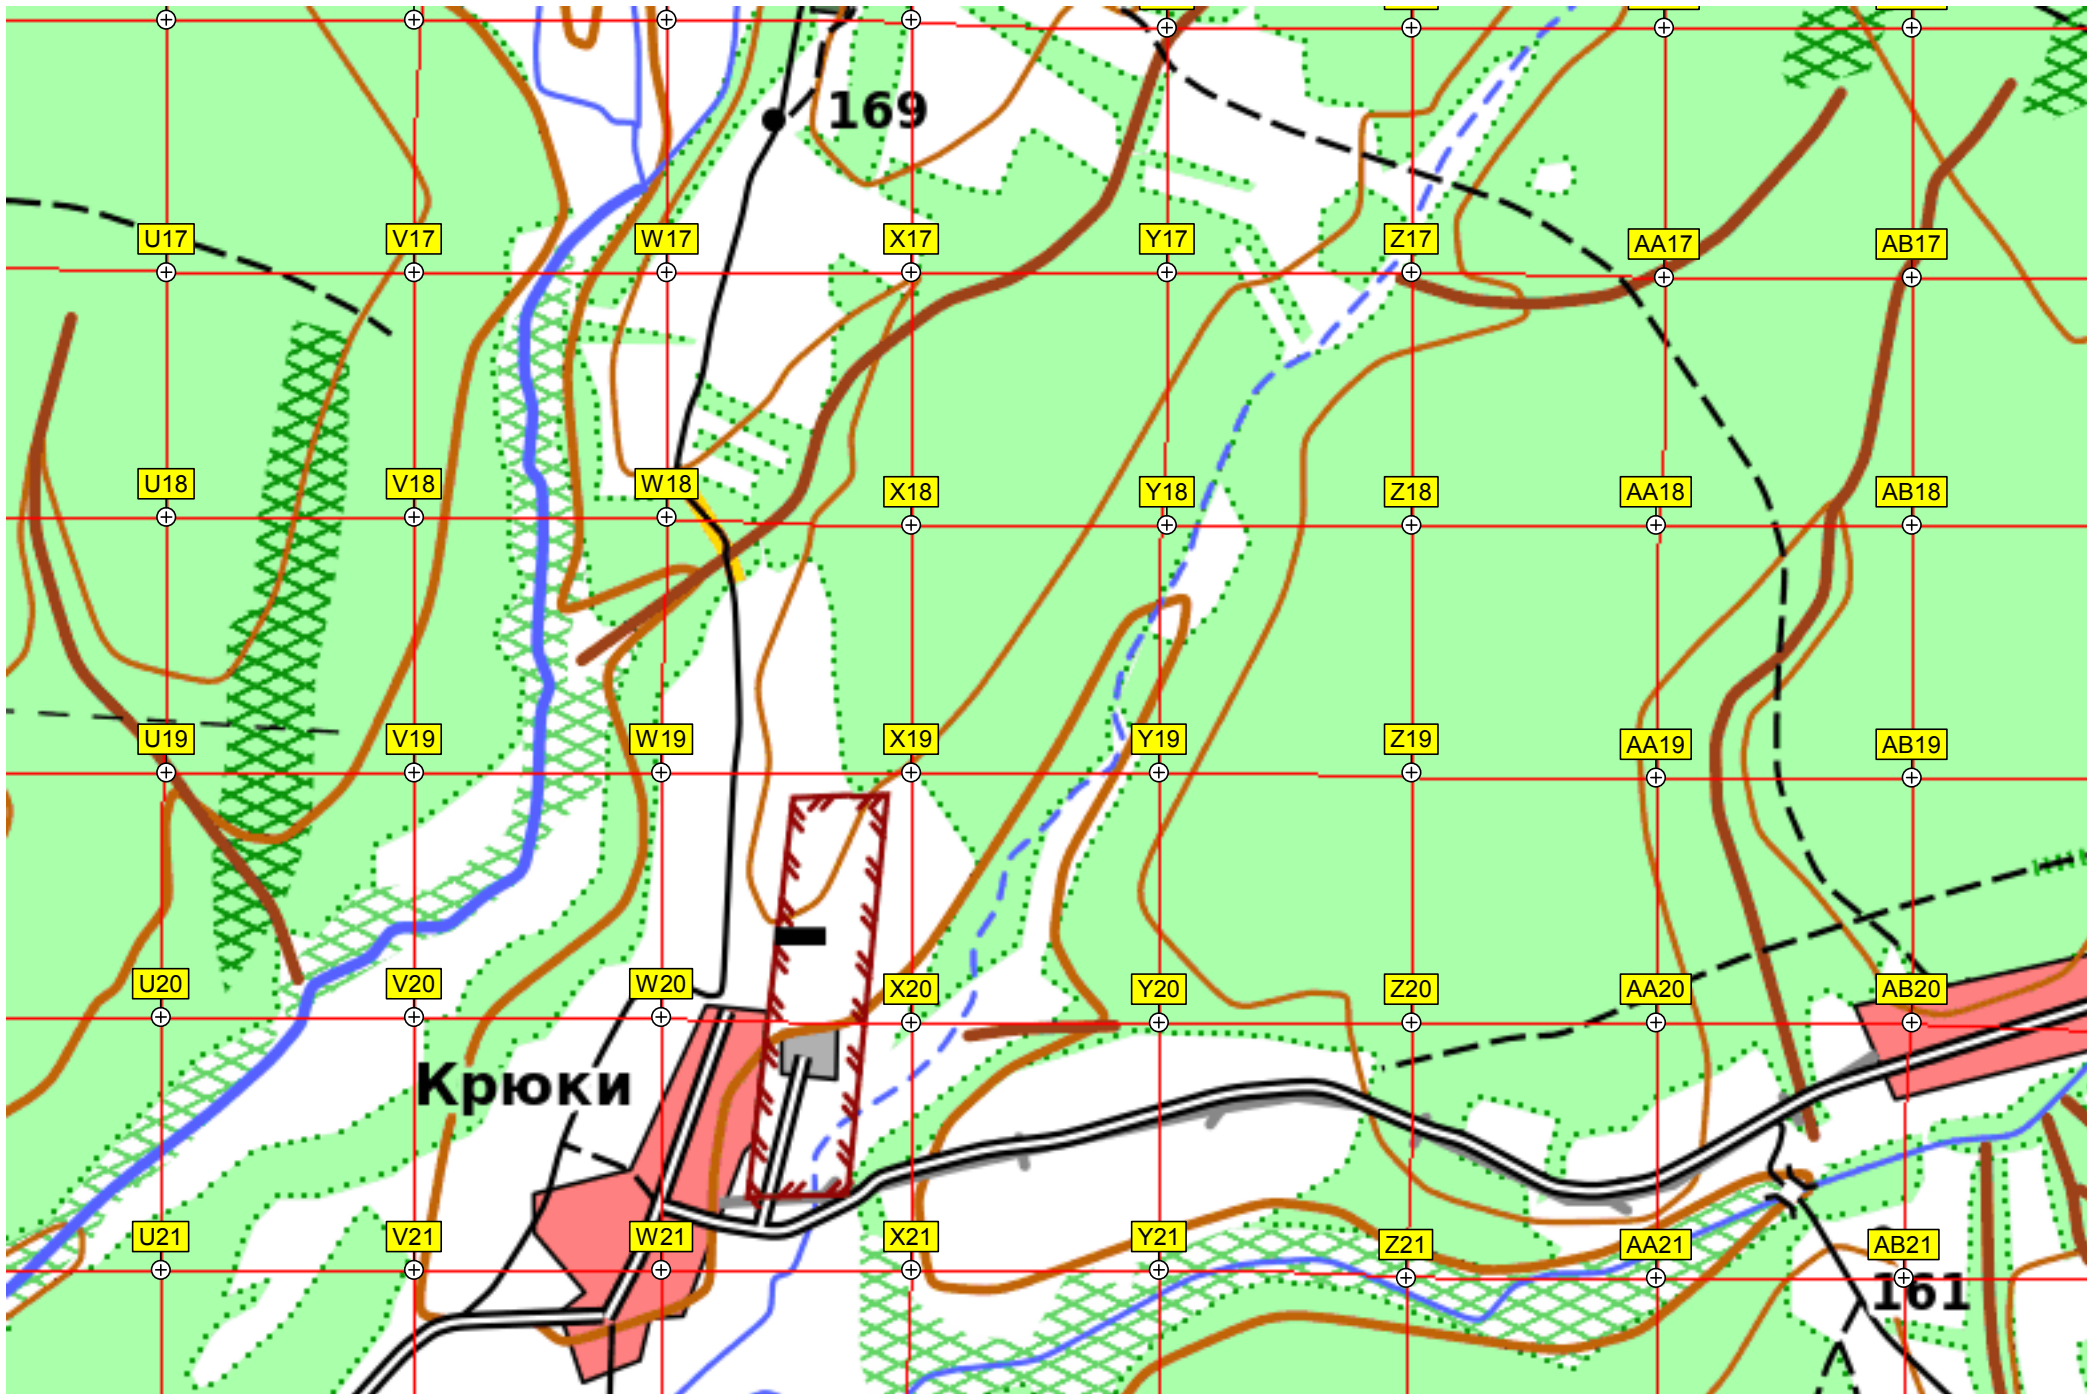 169
U17 V17 W17 X17 Y17 Z17 AA17 AB17
U18 V18 W18 X18 Y18 Z18 AA18 AB18
U19 V19 W19 X19 Y19 Z19 AA19 AB19
U20 V20 W20 X20 Y20 Z20 AA20 AB20
Крюки
U21 V21 W21 X21 Y21 Z21 AA21 AB21
161